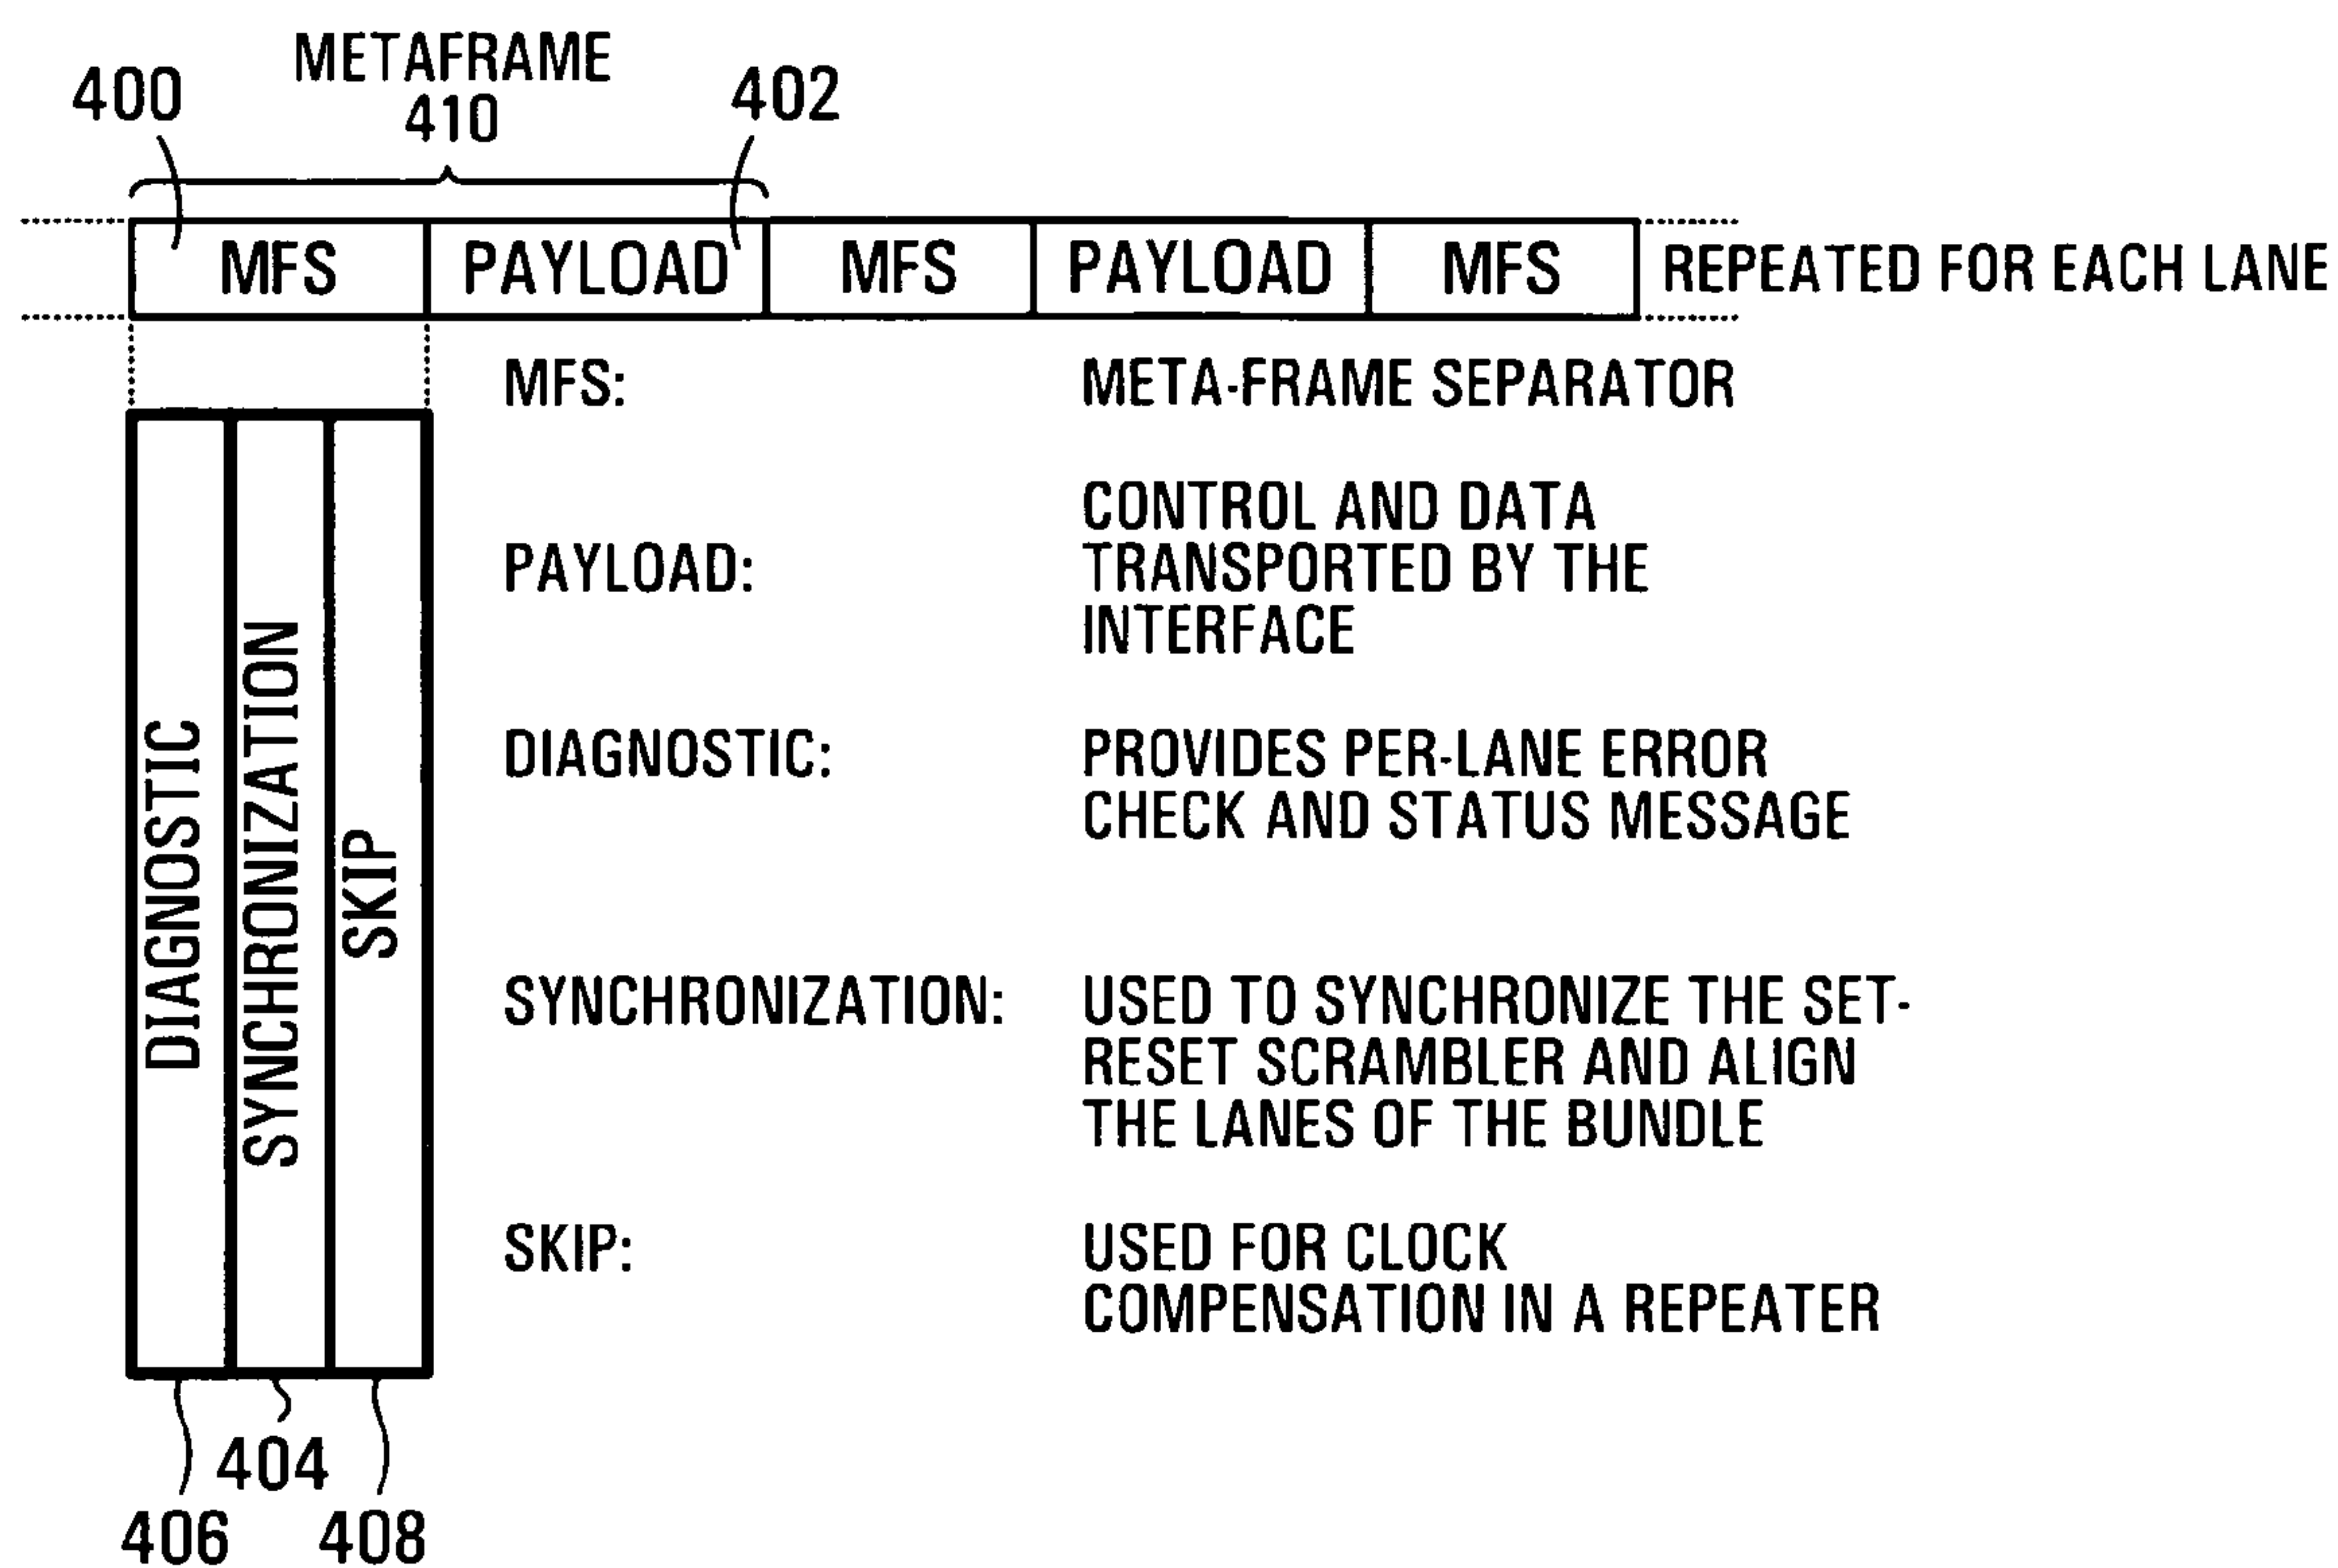 METAFRAME
400
410
402
MFS PAYLOAD MFS PAYLOAD MFS REPEATED FOR EACH LANE
MFS: META-FRAME SEPARATOR
CONTROL AND DATA
PAYLOAD: TRANSPORTED BY THE
INTERFACE
DIAGNOSTIC: PROVIDES PER-LANE ERROR
CHECK AND STATUS MESSAGE
SYNCHRONIZATION: USED TO SYNCHRONIZE THE SET-
RESET SCRAMBLER AND ALIGN
THE LANES OF THE BUNDLE
SKIP: USED FOR CLOCK
COMPENSATION IN A REPEATER
DIAGNOSTIC
SYNCHRONIZATION
SKIP
404
406 408